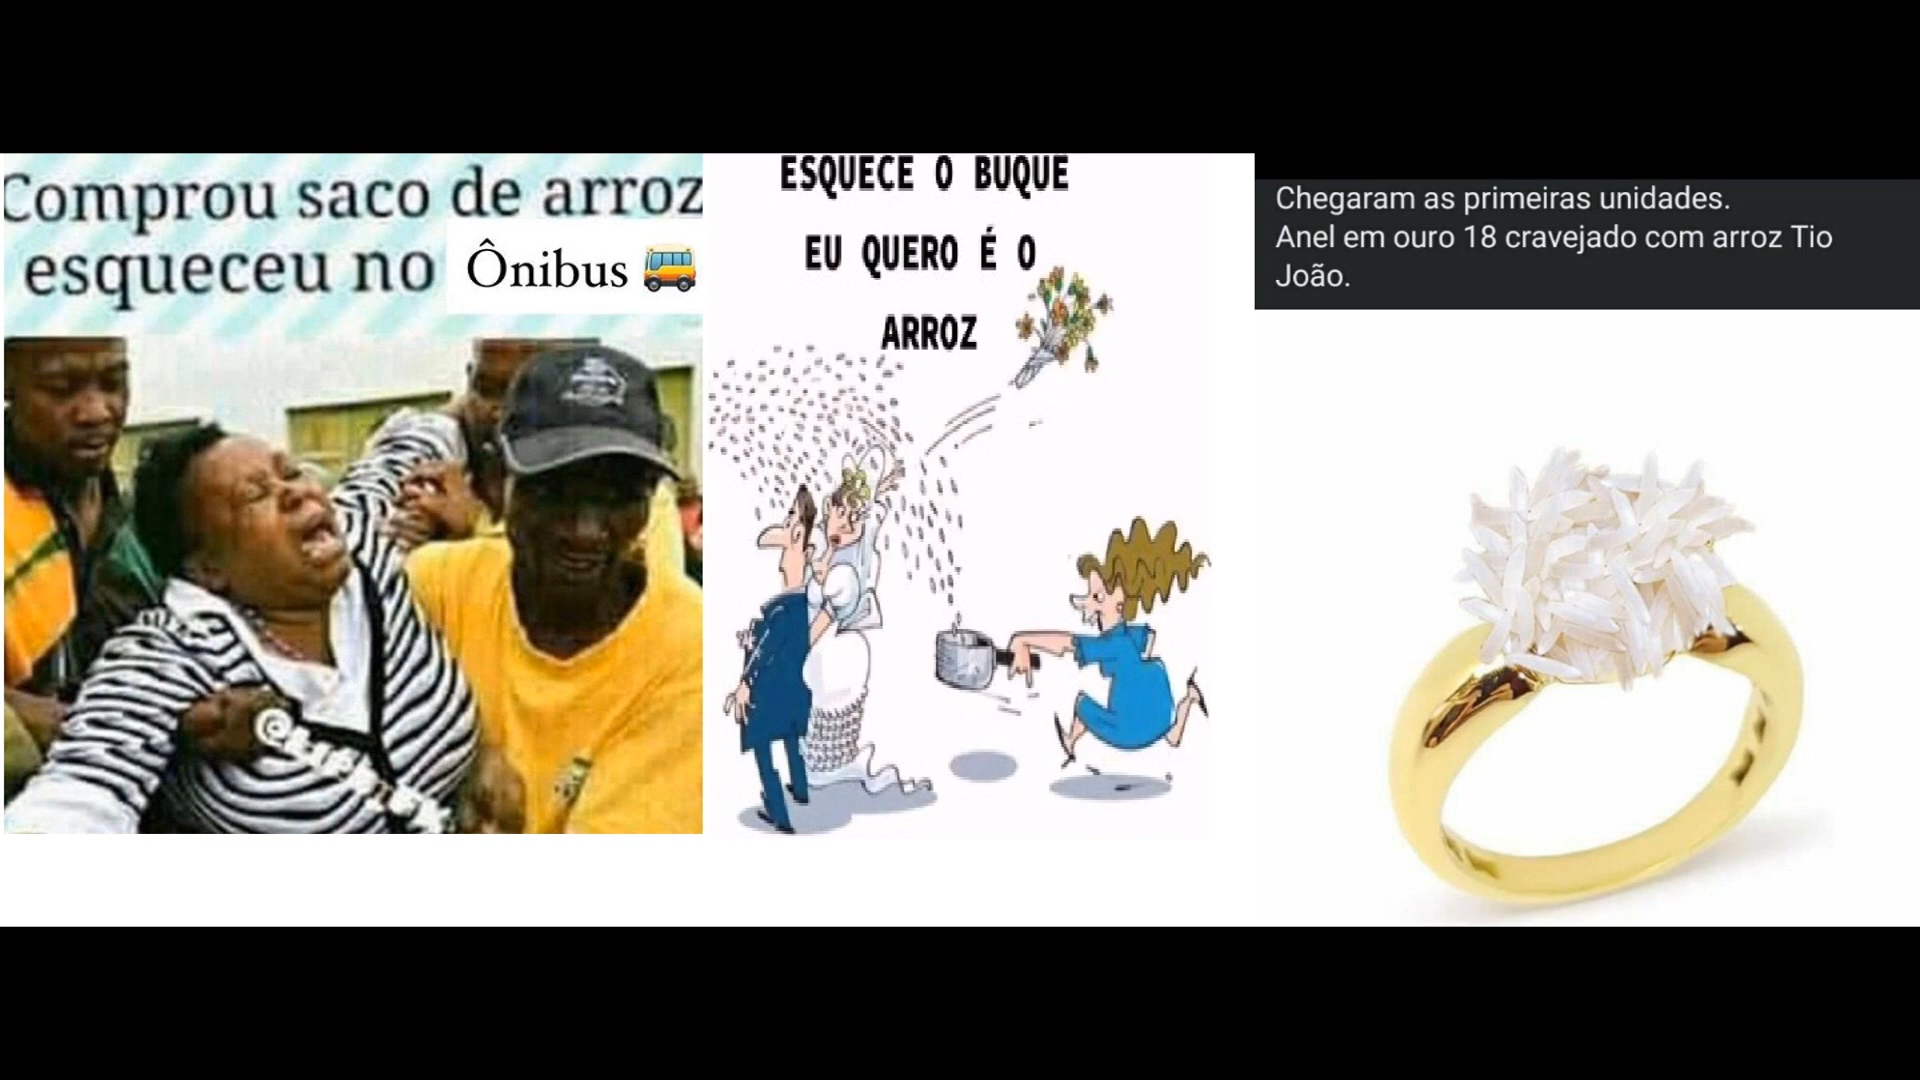 Comprou saco de arroz
esqueceu no Ônibus
ESQUECE O BUQUE
EU QUERO É O
ARROZ
Chegaram as primeiras unidades.
Anel em ouro 18 cravejado com arroz Tio
João.